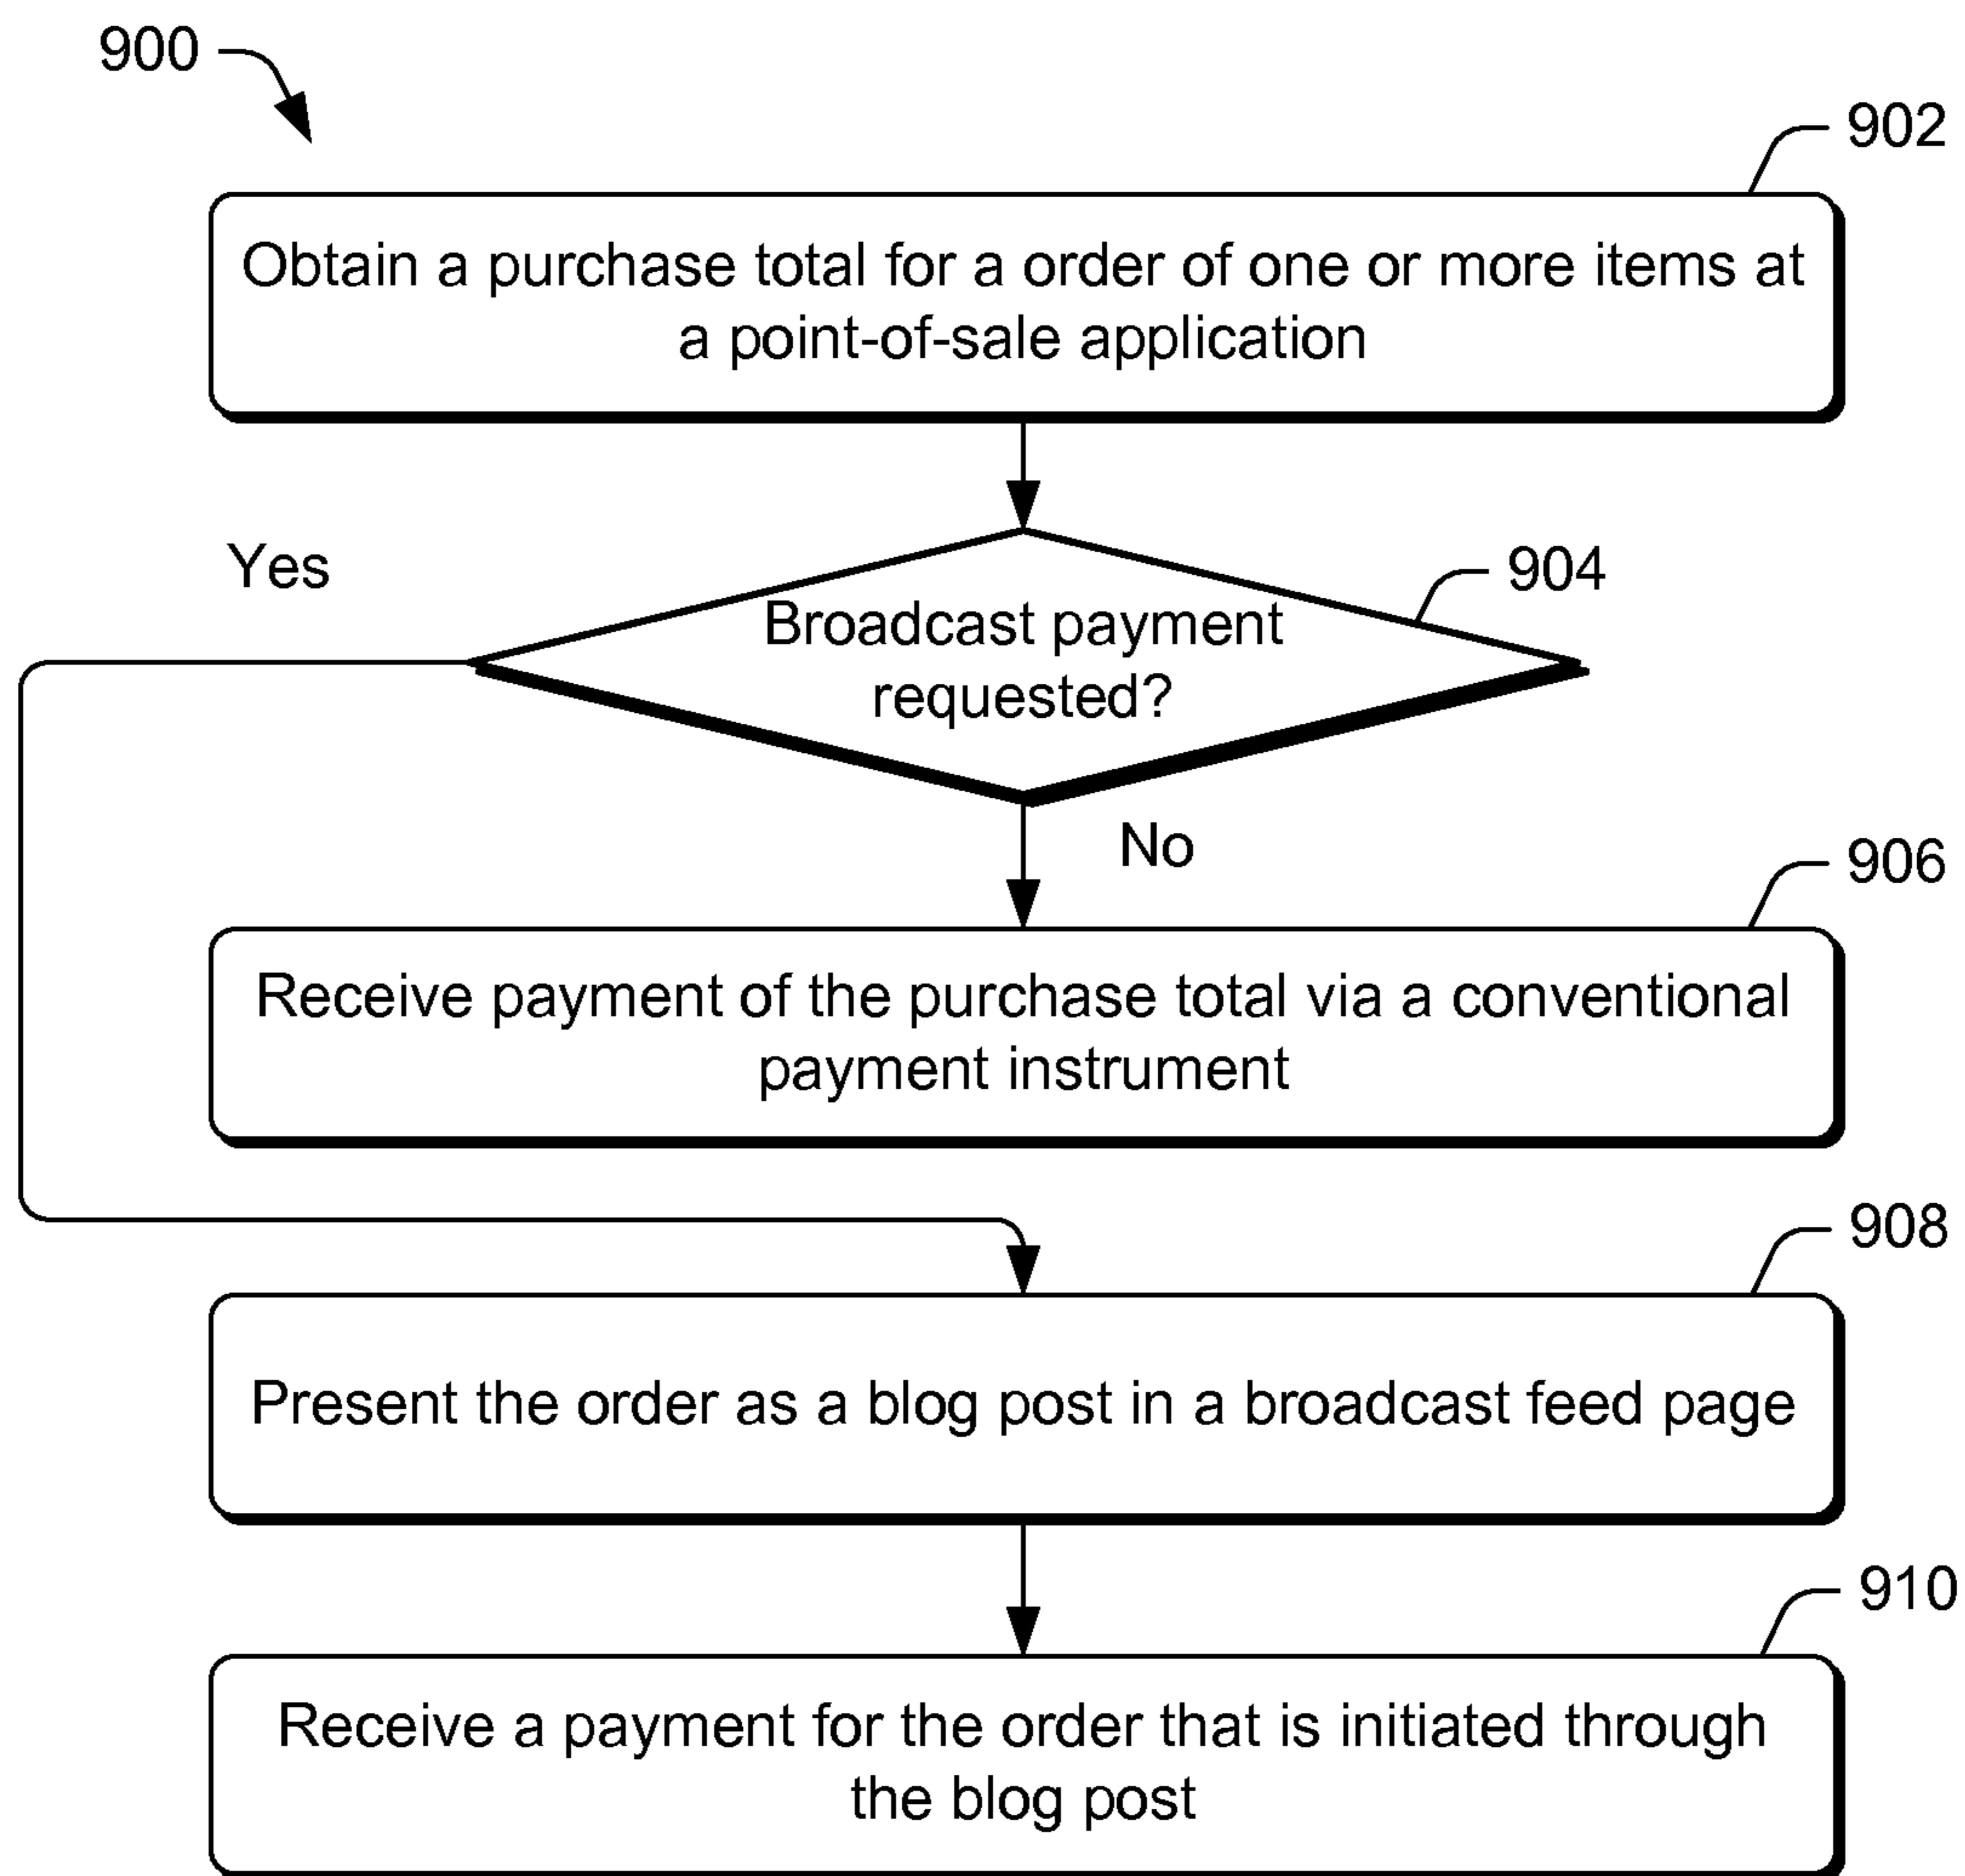 900
902
Obtain a purchase total for a order of one or more items at
a point-of-sale application
Yes
904
Broadcast payment
requested?
No
906
Receive payment of the purchase total via a conventional
payment instrument
908
Present the order as a blog post in a broadcast feed page
910
Receive a payment for the order that is initiated through
the blog post